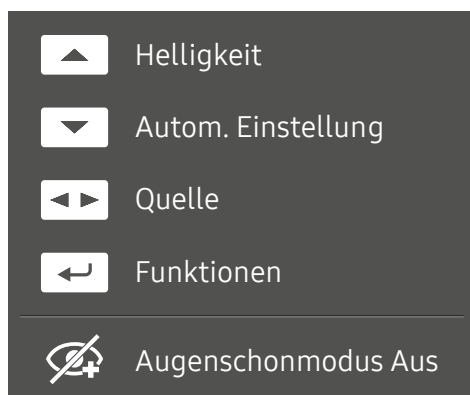 Helligkeit
Autom. Einstellung
Quelle
Funktionen
Augenschonmodus Aus